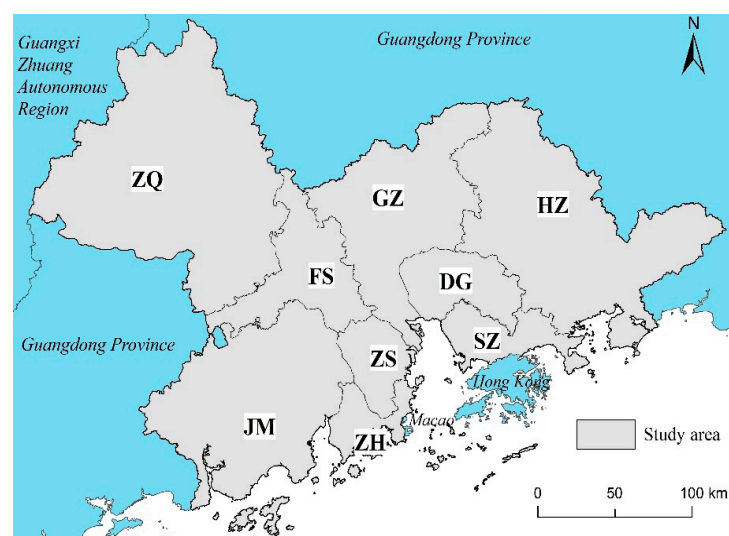 Guangxi
Zhuang
Autonomous
Region
Guangdong Province
N
ZQ
GZ
HZ
FS
DG
Guangdong Province
SZ
ZS
Hong Kong
JM
Macao
ZH
Study area
0 50 100 km